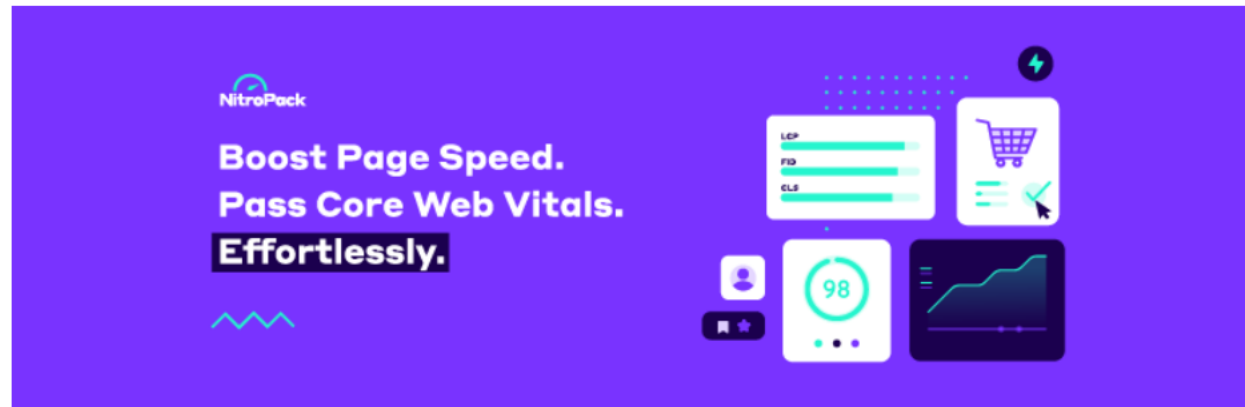 NitroPack
Boost Page Speed.
Pass Core Web Vitals.
Effortlessly.
LCP
FID
CLS
98